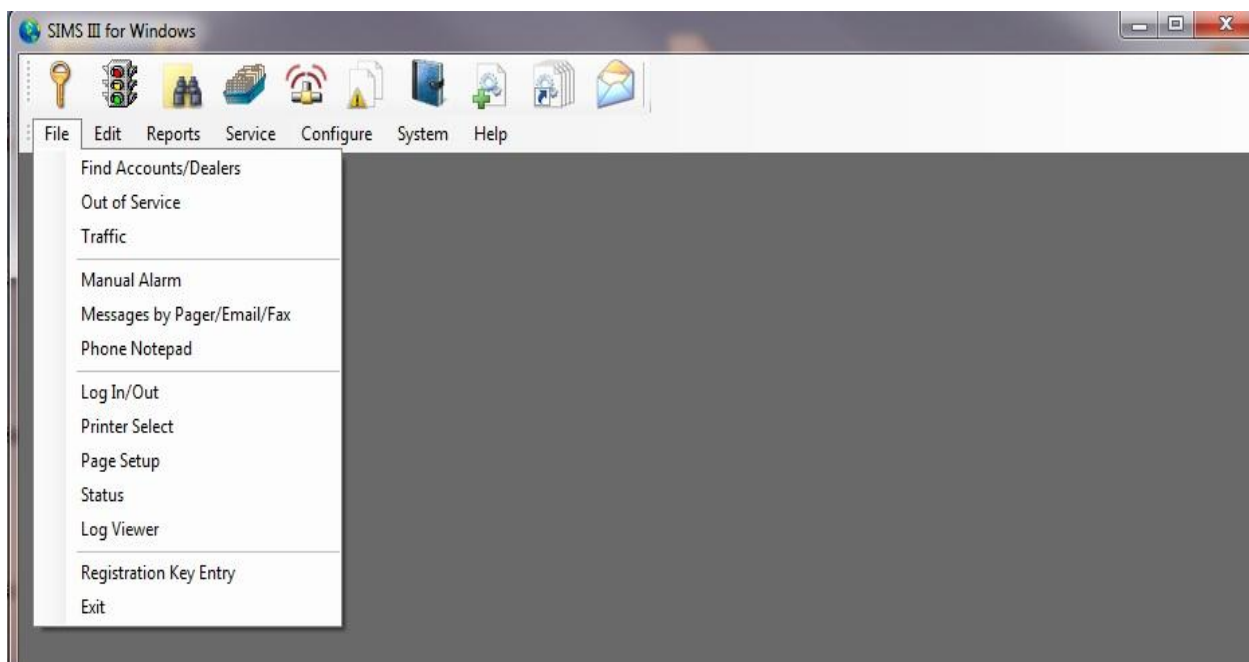 SIMS III for Windows
File Edit Reports Service Configure System Help
Find Accounts/Dealers
Out of Service
Traffic
Manual Alarm
Messages by Pager/Email/Fax
Phone Notepad
Log In/Out
Printer Select
Page Setup
Status
Log Viewer
Registration Key Entry
Exit